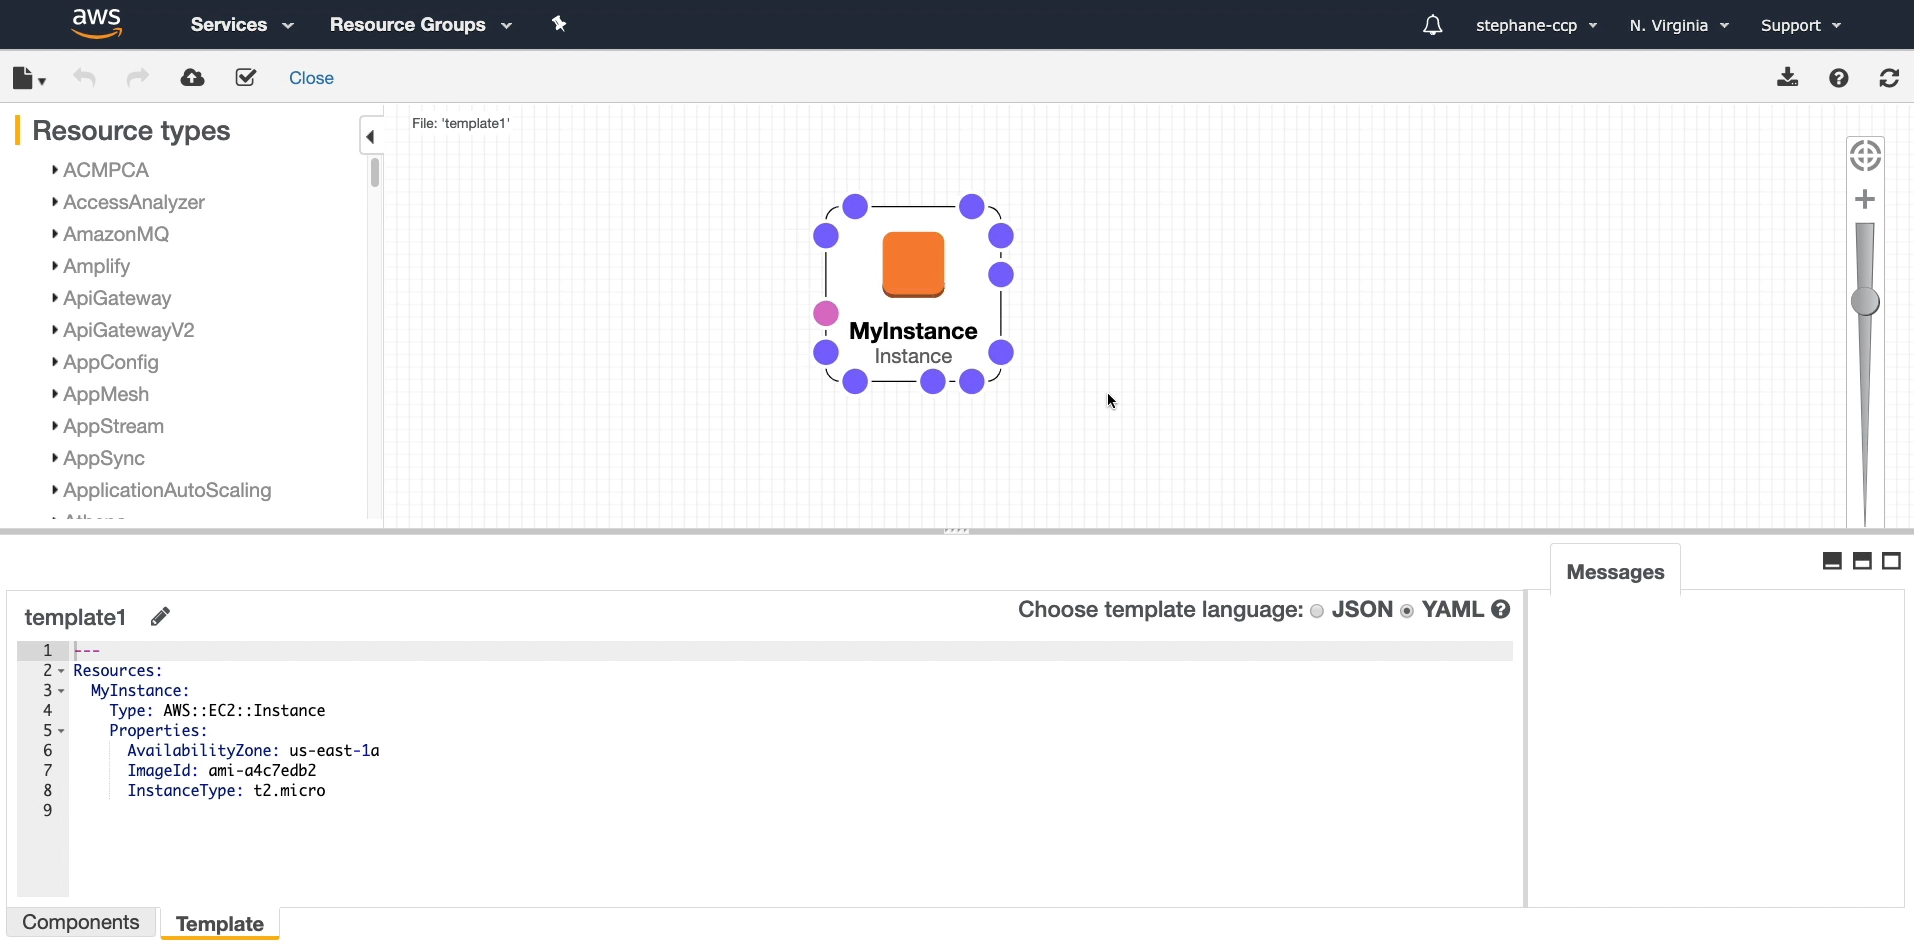 aws Services Resource Groups stephane-ccp N. Virginia Support
Close
Resource types
ACMPCA
AccessAnalyzer
AmazonMQ
Amplify
ApiGateway
ApiGatewayV2
AppConfig
AppMesh
AppStream
AppSync
ApplicationAutoScaling
File: 'template1'
MyInstance
Instance
Messages
template1
Choose template language: JSON YAML
1 ---
2 Resources:
3 MyInstance:
4 Type: AWS::EC2::Instance
5 Properties:
6 AvailabilityZone: us-east-1a
7 ImageId: ami-a4c7edb2
8 InstanceType: t2.micro
9
Components Template